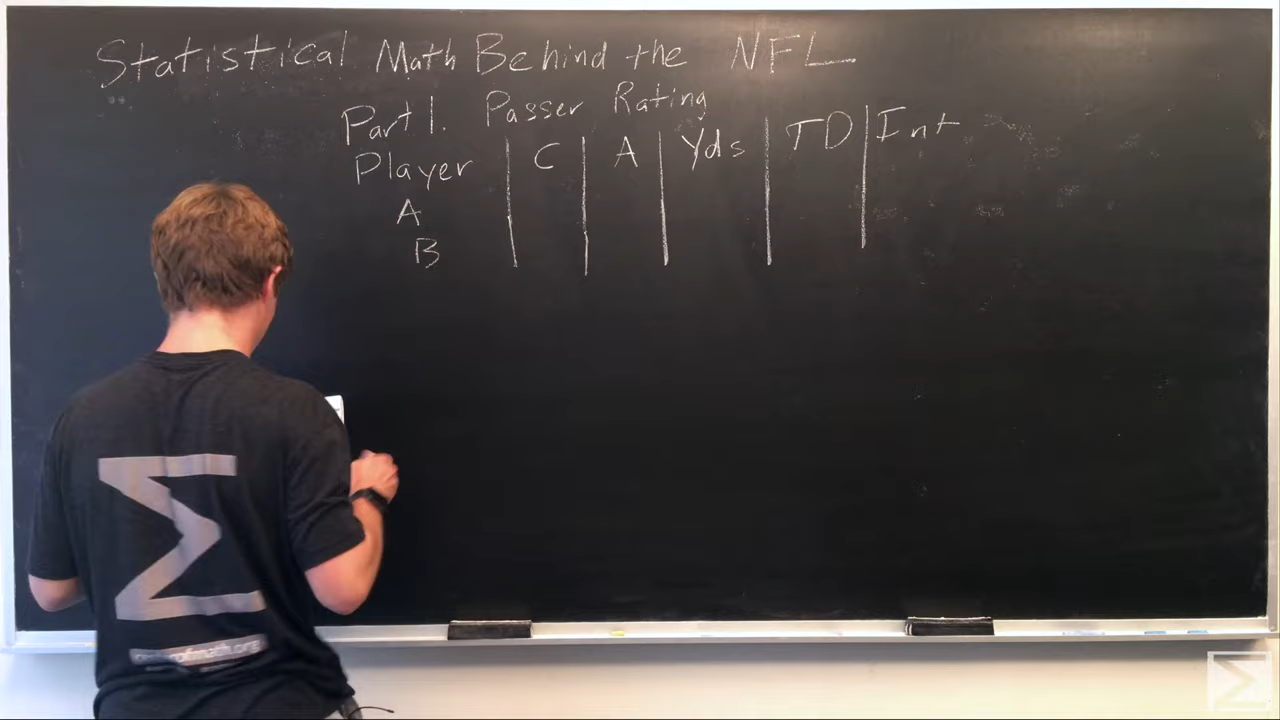 Statistical Math Behind the NFL
Part 1. Passer Rating
Player C A Yds TD Int
A
B
Σ
Σ